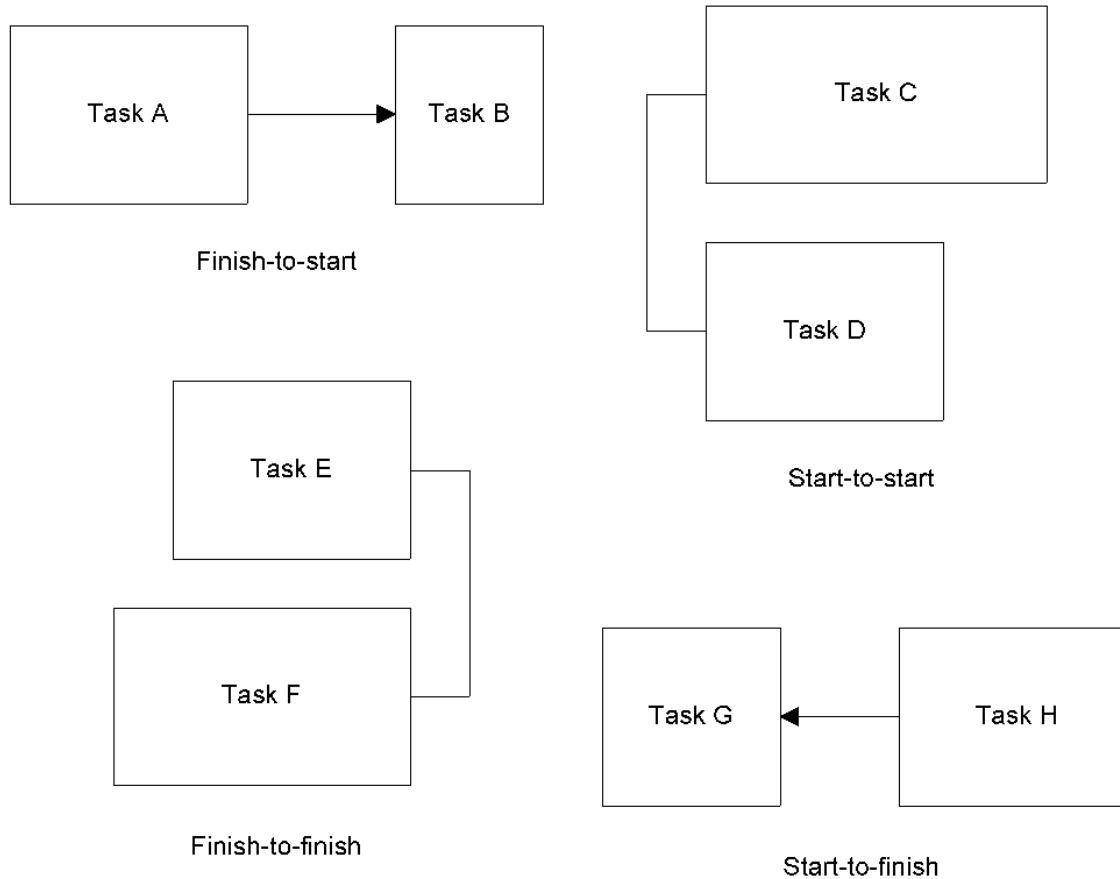 Task A
Task B
Finish-to-start
Task C
Task D
Start-to-start
Task E
Task F
Finish-to-finish
Task G
Task H
Start-to-finish